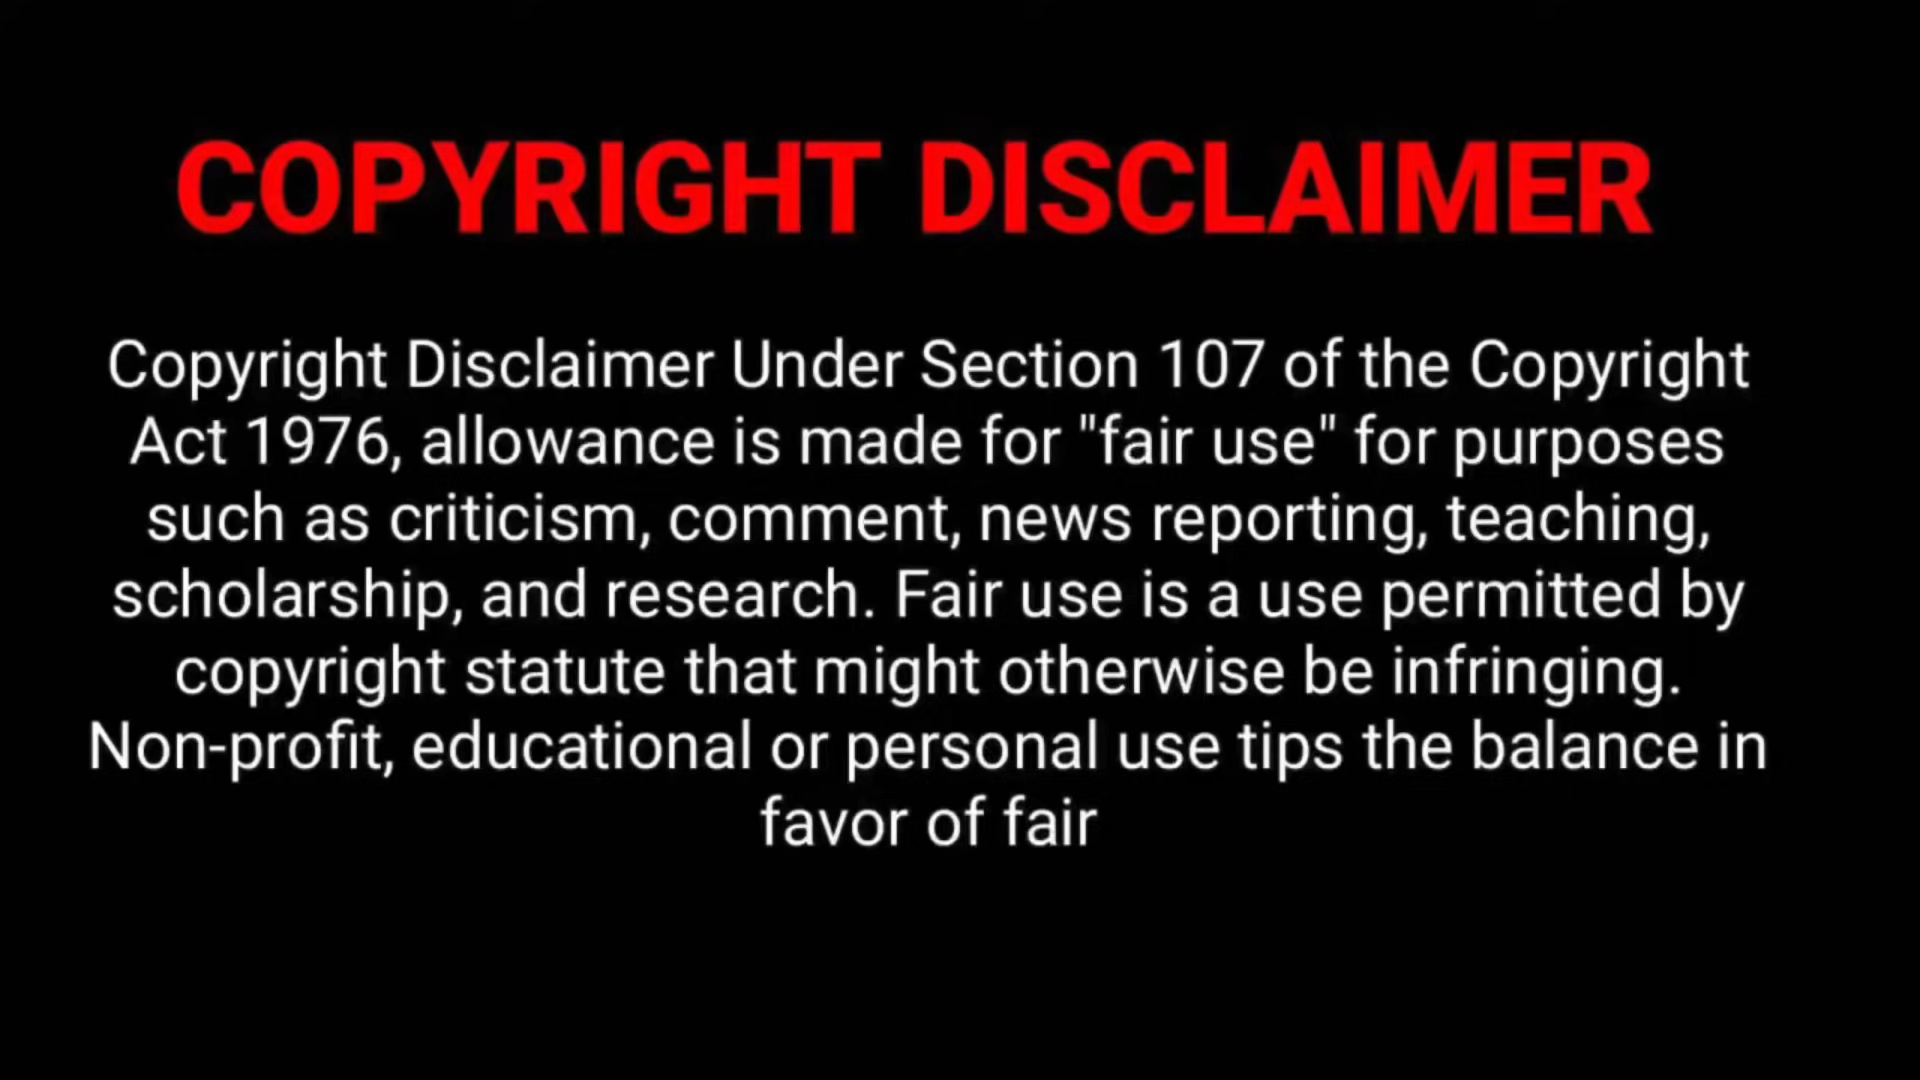 COPYRIGHT DISCLAIMER
Copyright Disclaimer Under Section 107 of the Copyright
Act 1976, allowance is made for "fair use" for purposes
such as criticism, comment, news reporting, teaching,
scholarship, and research. Fair use is a use permitted by
copyright statute that might otherwise be infringing.
Non-profit, educational or personal use tips the balance in
favor of fair